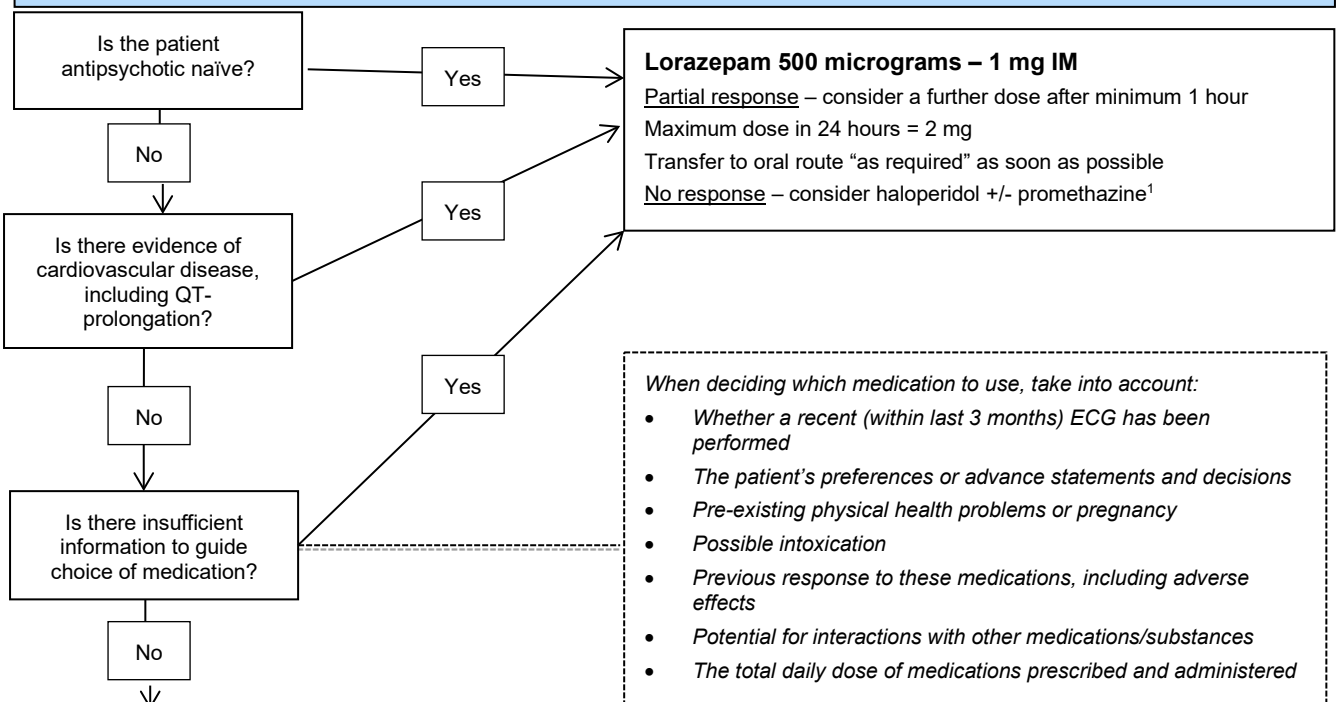 Is the patient
antipsychotic naïve?
Yes
No
Lorazepam 500 micrograms – 1 mg IM
Partial response – consider a further dose after minimum 1 hour
Maximum dose in 24 hours = 2 mg
Transfer to oral route “as required” as soon as possible
No response – consider haloperidol +/- promethazine¹
Is there evidence of
cardiovascular disease,
including QT-
prolongation?
Yes
No
Is there insufficient
information to guide
choice of medication?
Yes
No
When deciding which medication to use, take into account:
• Whether a recent (within last 3 months) ECG has been
performed
• The patient’s preferences or advance statements and decisions
• Pre-existing physical health problems or pregnancy
• Possible intoxication
• Previous response to these medications, including adverse
effects
• Potential for interactions with other medications/substances
• The total daily dose of medications prescribed and administered